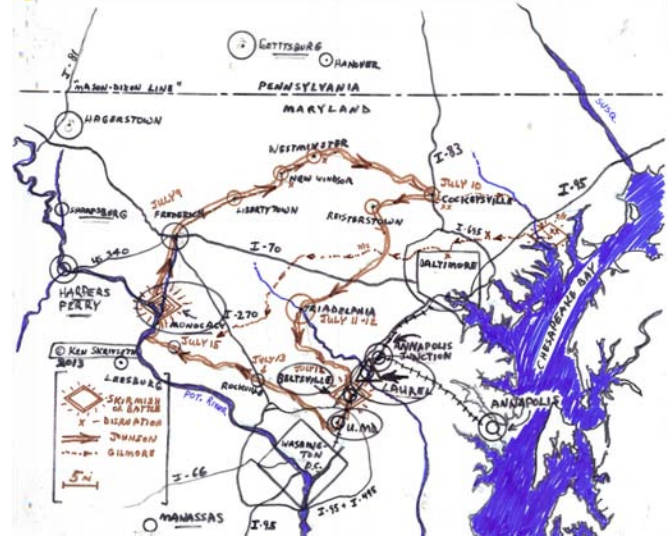 GETTYSBURG
HANOVER
I-81
"MASON-DIXON LINE"
PENNSYLVANIA
MARYLAND
SUSQ.
HAGERSTOWN
WESTMINSTER
I-83
NEW WINDSOR
JULY 10
I-95
JULY 9
COCKEYSVILLE
SHARPSBURG
FREDERICK
LIBERTYTOWN
REISTERSTOWN
I-695
US 340
I-70
BALTIMORE
HARPERS
FERRY
I-270
TRIADELPHIA
JULY 11-12
MONOCACY
CHESAPEAKE BAY
ANNAPOLIS
JUNCTION
JULY 15
© KEN SKRIVSETH
2013
JULY 13
JULY 12
LEESBURG
ROCKVILLE
BELTSVILLE
LAUREL
ANNAPOLIS
SKIRMISH
OR BATTLE
X - DISRUPTION
JOHNSON
GILMORE
5 mi
POT. RIVER
U.MD
WASHING-
TON
D.C.
I-66
I-95 + I-495
MANASSAS
I-95